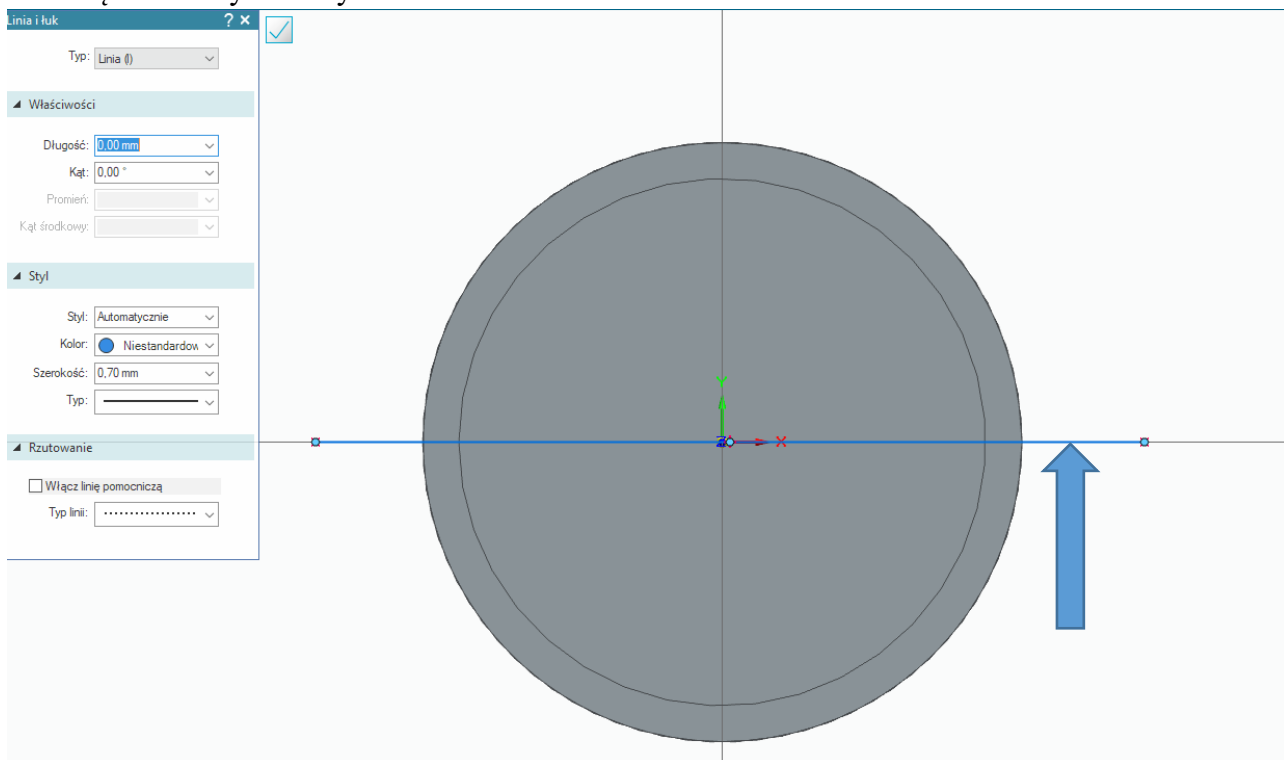 Linia i łuk ? ×
Typ: Linia (l)
Właściwości
Długość: 0,00 mm
Kąt: 0,00 °
Promień:
Kąt środkowy:
Styl
Styl: Automatycznie
Kolor: Niestandardow
Szerokość: 0,70 mm
Typ:
Rzutowanie
Włącz linię pomocniczą
Typ linii:
Y
Z X